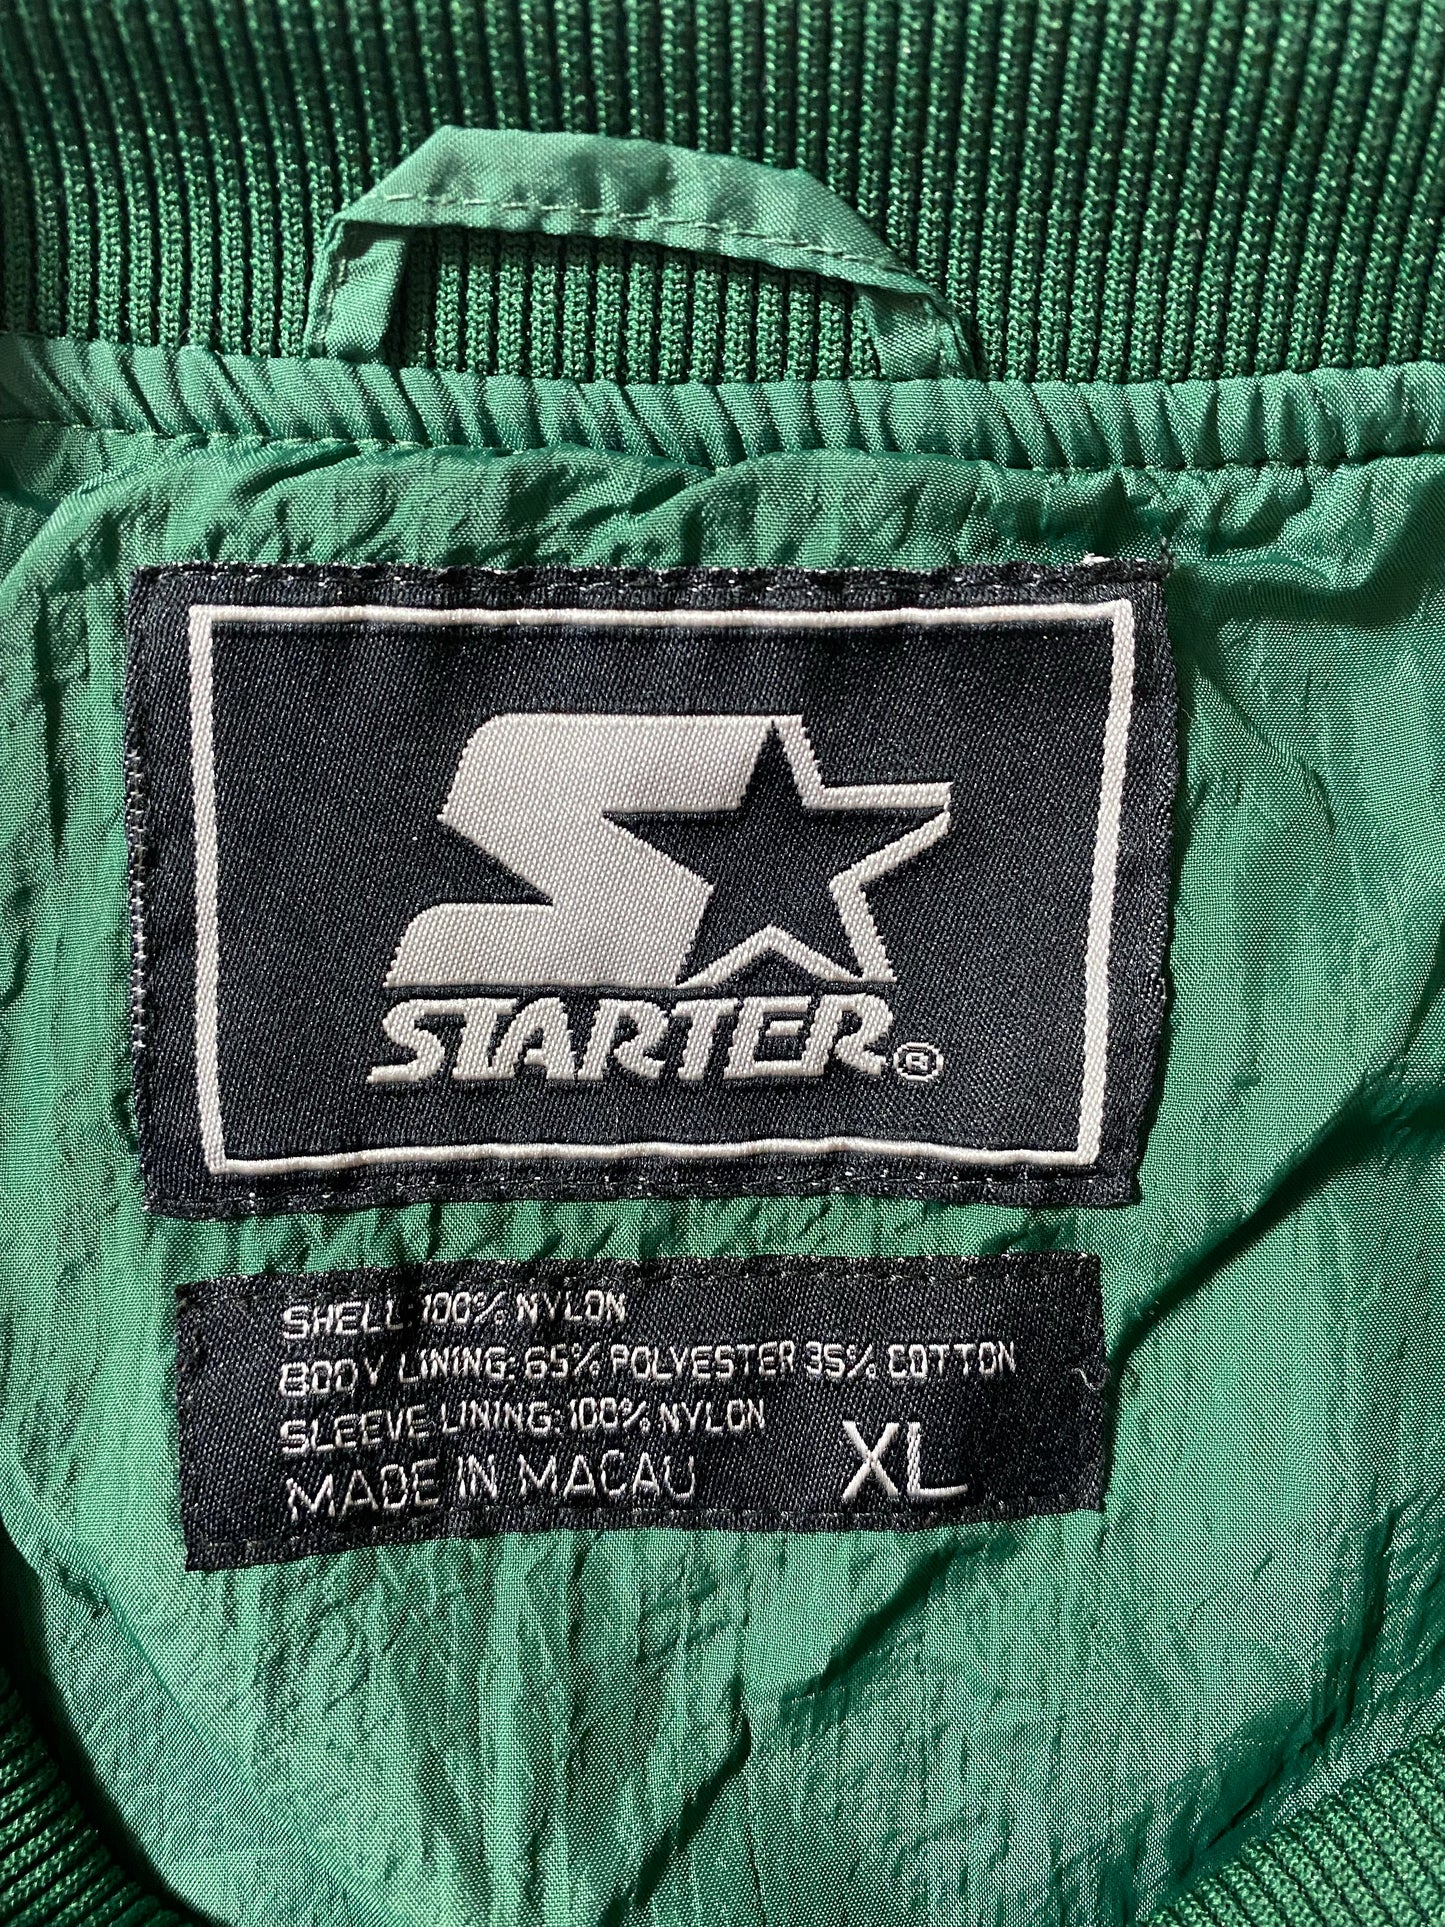 STARTER®
SHELL:100% NYLON
BODY LINING:65% POLYESTER 35% COTTON
SLEEVE LINING:100% NYLON
MADE IN MACAU XL